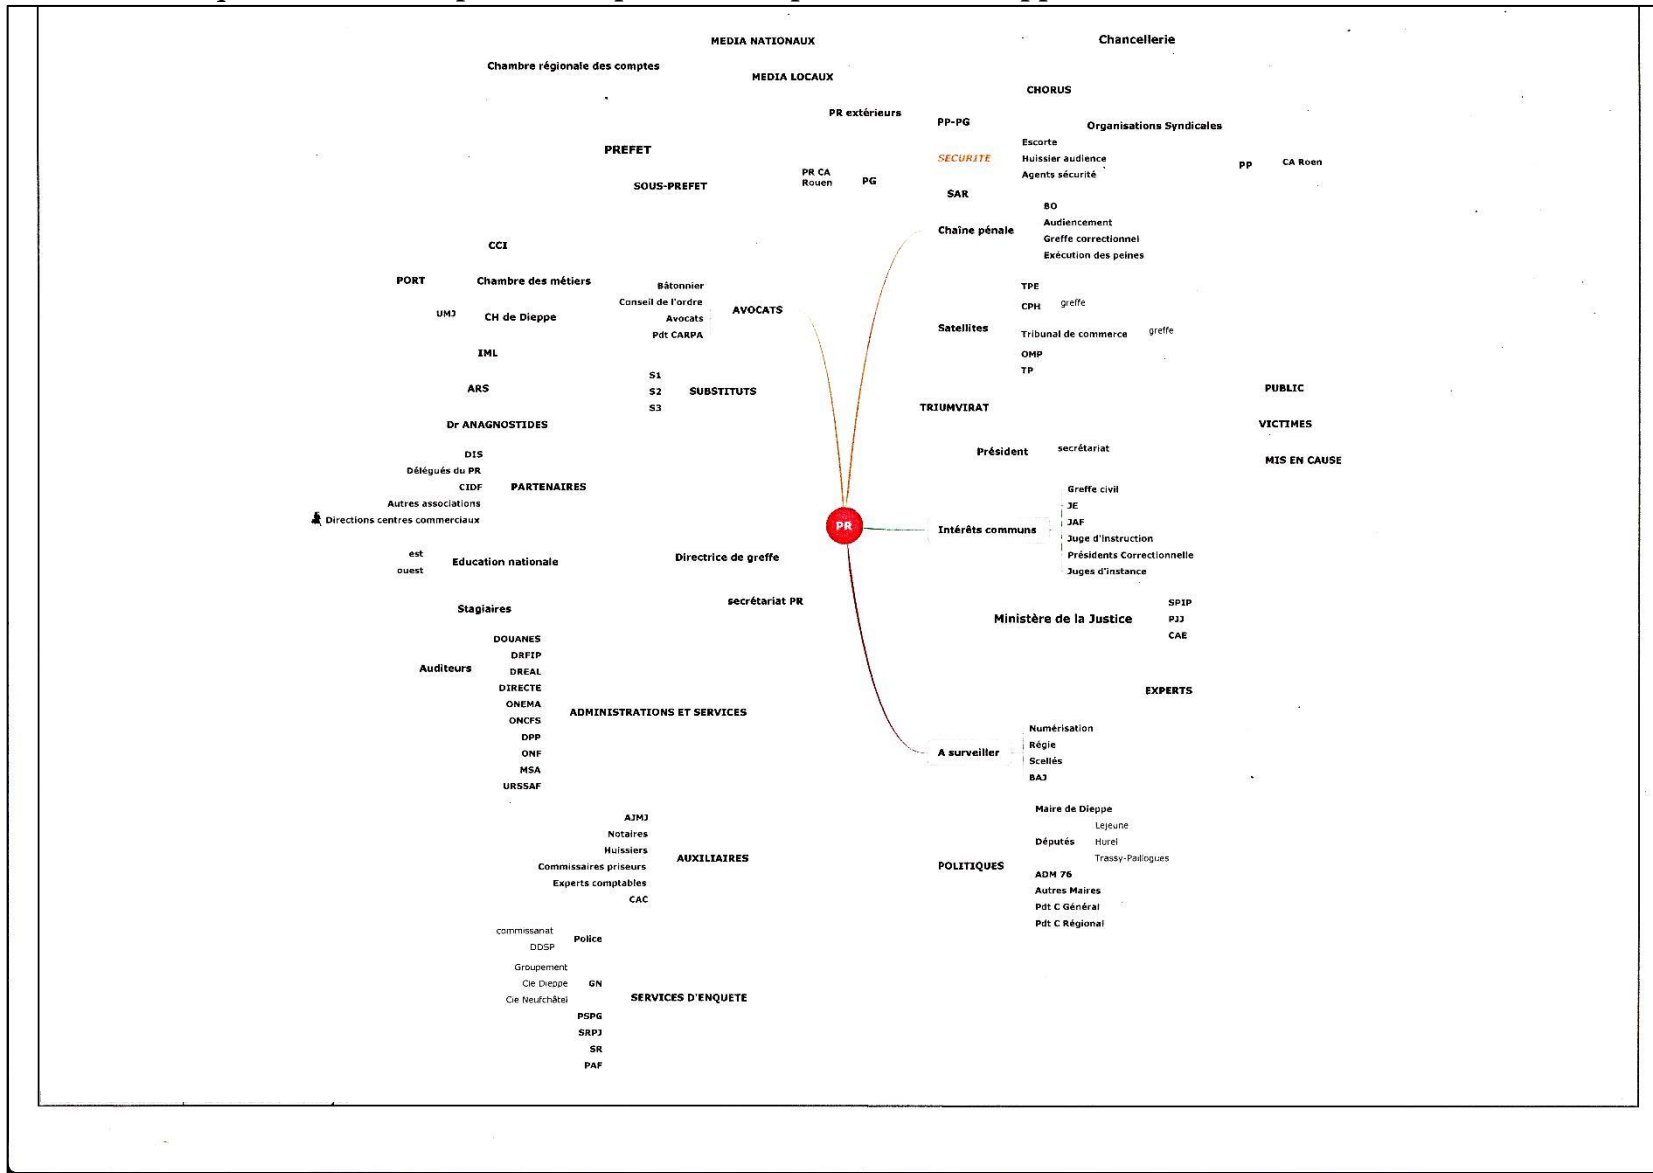 MEDIA NATIONAUX
Chancellerie
Chambre régionale des comptes
MEDIA LOCAUX
CHORUS
PR extérieurs
PP-PG
Organisations Syndicales
PREFET
SECURITE
Escorte
Huissier audience
Agents sécurité
PP
CA Roen
SOUS-PREFET
PR CA
Rouen
PG
SAR
Chaîne pénale
BO
Audiencement
Greffe correctionnel
Exécution des peines
CCI
PORT
Chambre des métiers
UMJ
CH de Dieppe
IML
ARS
Dr ANAGNOSTIDES
Bâtonnier
Conseil de l'ordre
Avocats
Pdt CARPA
AVOCATS
S1
S2
S3
SUBSTITUTS
Satellites
TPE
CPH
greffe
Tribunal de commerce
greffe
OMP
TP
TRIUMVIRAT
PUBLIC
VICTIMES
MIS EN CAUSE
Président
secrétariat
DIS
Délégués du PR
CIDF
Autres associations
Directions centres commerciaux
PARTENAIRES
PR
Intérêts communs
Greffe civil
JE
JAF
Juge d'instruction
Présidents Correctionnelle
Juges d'instance
est
ouest
Education nationale
Directrice de greffe
secrétariat PR
Stagiaires
Ministère de la Justice
SPIP
PJJ
CAE
Auditeurs
DOUANES
DRFIP
DREAL
DIRECTE
ONEMA
ONCFS
DPP
ONF
MSA
URSSAF
ADMINISTRATIONS ET SERVICES
EXPERTS
A surveiller
Numérisation
Régie
Scellés
BAJ
AJMJ
Notaires
Huissiers
Commissaires priseurs
Experts comptables
CAC
AUXILIAIRES
POLITIQUES
Maire de Dieppe
Députés
Lejeune
Hurel
Trassy-Paillogues
ADM 76
Autres Maires
Pdt C Général
Pdt C Régional
commissariat
DDSP
Police
Groupement
Cie Dieppe
Cie Neufchâtel
GN
SERVICES D'ENQUETE
PSPG
SRPJ
SR
PAF